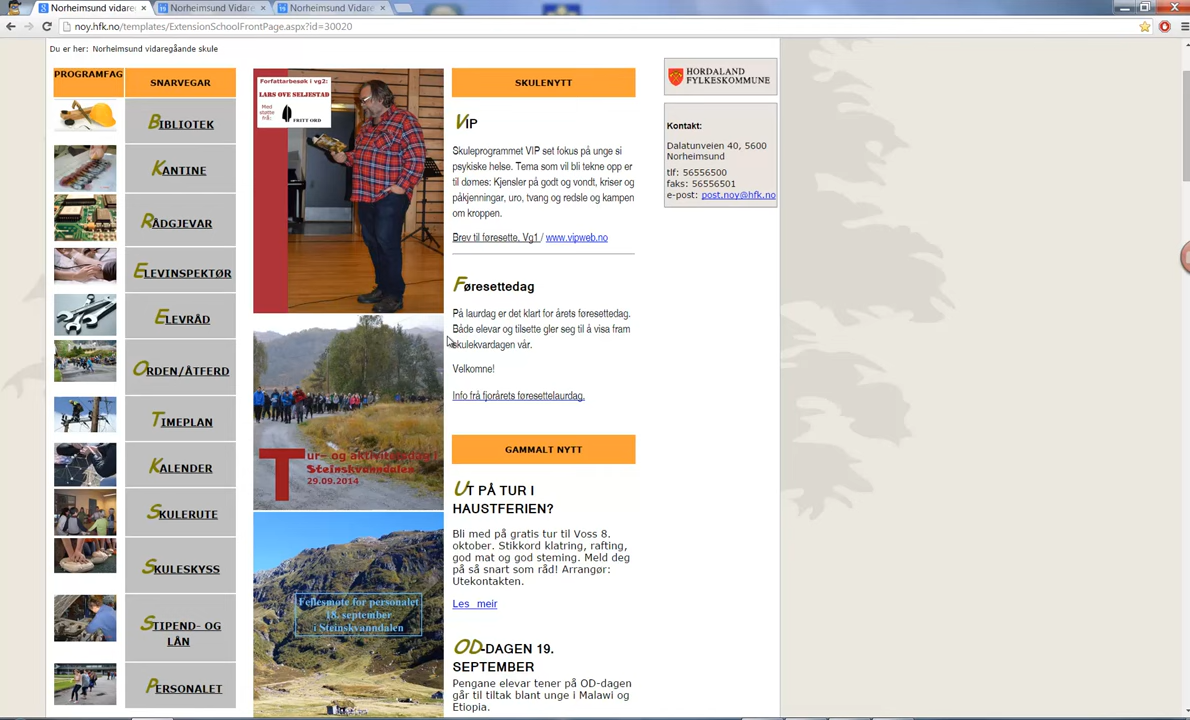 Norheimsund vidare
Norheimsund Vidare
Norheimsund Vidare
noy.hfk.no/templates/ExtensionSchoolFrontPage.aspx?id=30020
Du er her: Norheimsund vidaregåande skule
PROGRAMFAG
SNARVEGAR
BIBLIOTEK
KANTINE
RÅDGJEVAR
ELEVINSPEKTØR
ELEVRÅD
ORDEN/ÅTFERD
TIMEPLAN
KALENDER
SKULERUTE
SKULESKYSS
STIPEND- OG
LÅN
PERSONALET
Forfattarbesøk i vg2:
LARS OVE SELJESTAD
Med
støtte
frå:
FRITT ORD
Tur- og aktivitetsdag i
Steinskvanndalen
29.09.2014
Fellesmøte for personalet
18. september
i Steinskvanndalen
SKULENYTT
VIP
Skuleprogrammet VIP set fokus på unge si
psykiske helse. Tema som vil bli tekne opp er
til dømes: Kjensler på godt og vondt, kriser og
påkjenningar, uro, tvang og redsle og kampen
om kroppen.
Brev til føresette, Vg1 / www.vipweb.no
Føresettedag
På laurdag er det klart for årets føresettedag.
Både elevar og tilsette gler seg til å visa fram
skulekvardagen vår.
Velkomne!
Info frå fjorårets føresettelaurdag.
GAMMALT NYTT
UT PÅ TUR I
HAUSTFERIEN?
Bli med på gratis tur til Voss 8.
oktober. Stikkord klatring, rafting,
god mat og god steming. Meld deg
på så snart som råd! Arrangør:
Utekontakten.
Les meir
OD-DAGEN 19.
SEPTEMBER
Pengane elevar tener på OD-dagen
går til tiltak blant unge i Malawi og
Etiopia.
HORDALAND
FYLKESKOMMUNE
Kontakt:
Dalatunveien 40, 5600
Norheimsund
tlf: 56556500
faks: 56556501
e-post: post.noy@hfk.no